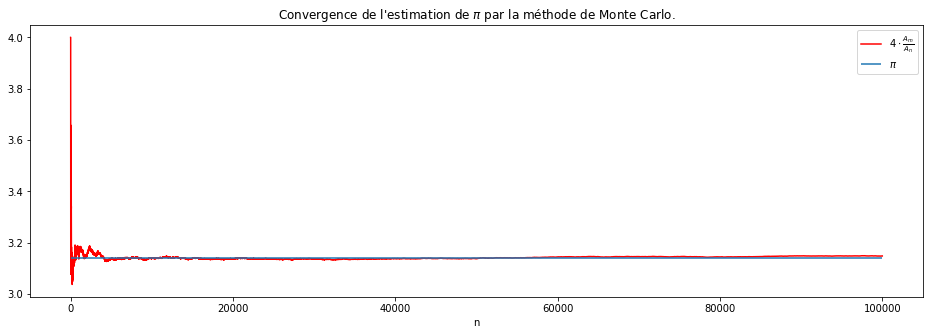 Convergence de l'estimation de π par la méthode de Monte Carlo.
4.0
3.8
3.6
3.4
3.2
3.0
4 · A_m/A_n
π
0 20000 40000 60000 80000 100000
n